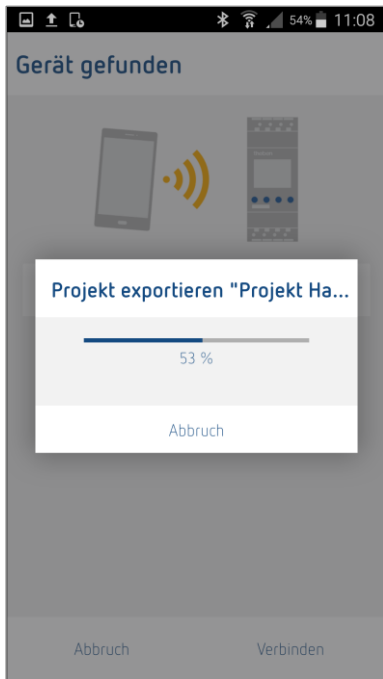 54% 11:08
Gerät gefunden
Projekt exportieren "Projekt Ha...
53 %
Abbruch
Abbruch Verbinden